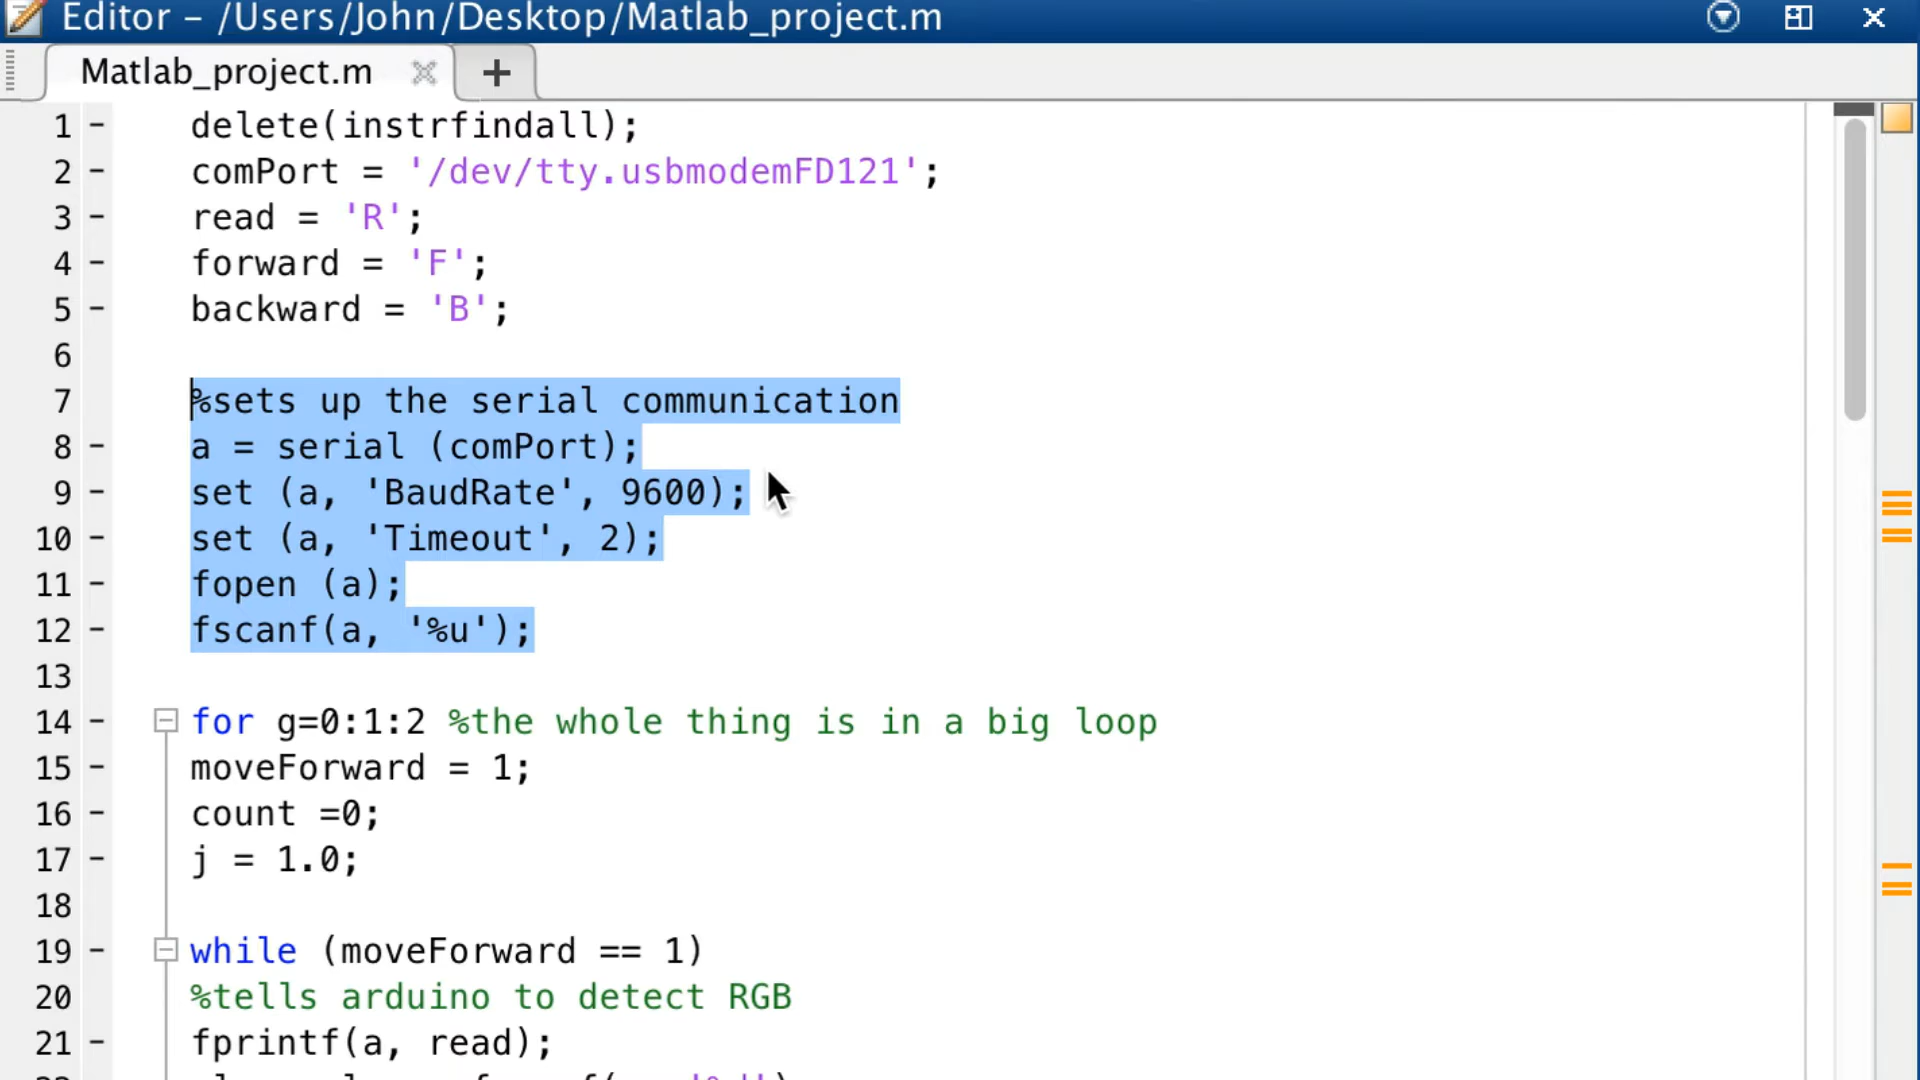 Editor - /Users/John/Desktop/Matlab_project.m
Matlab_project.m
1 - delete(instrfindall);
2 - comPort = '/dev/tty.usbmodemFD121';
3 - read = 'R';
4 - forward = 'F';
5 - backward = 'B';
6
7 %sets up the serial communication
8 - a = serial (comPort);
9 - set (a, 'BaudRate', 9600);
10 - set (a, 'Timeout', 2);
11 - fopen (a);
12 - fscanf(a, '%u');
13
14 - for g=0:1:2 %the whole thing is in a big loop
15 - moveForward = 1;
16 - count =0;
17 - j = 1.0;
18
19 - while (moveForward == 1)
20 %tells arduino to detect RGB
21 - fprintf(a, read);